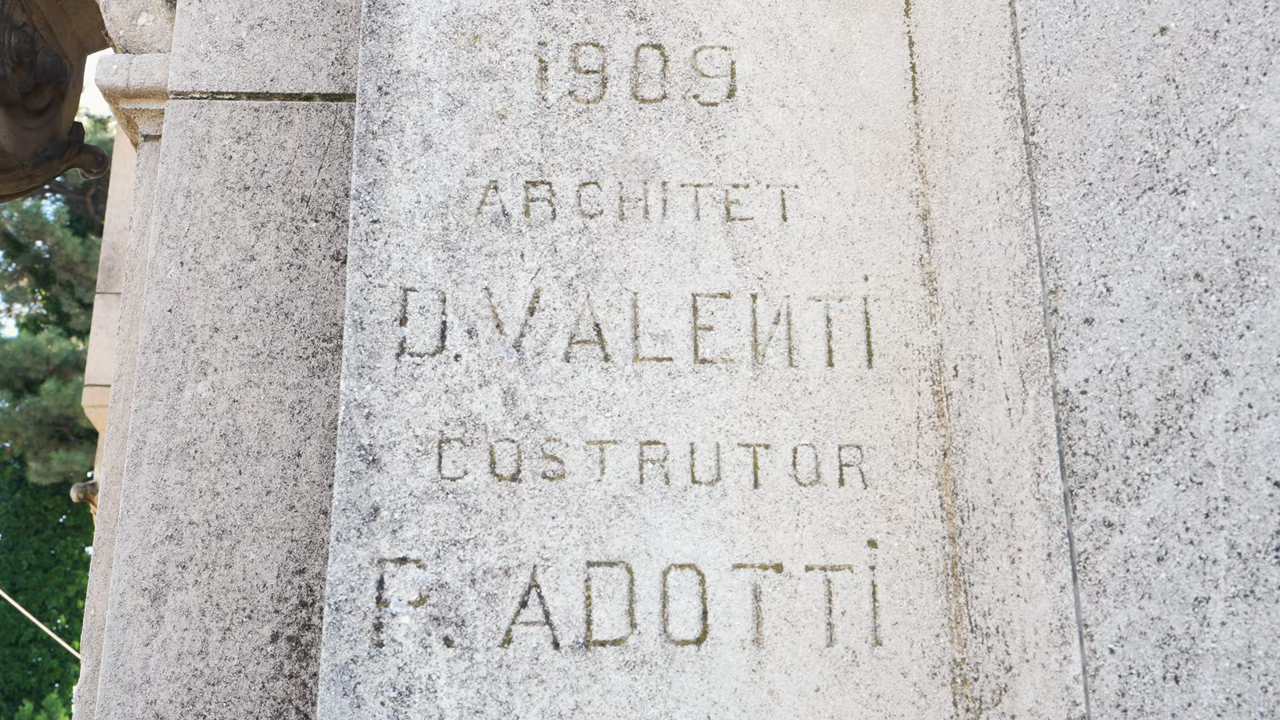 1909
ARCHITET
D. VALENTI
COSTRUTOR
P. ADOTTI